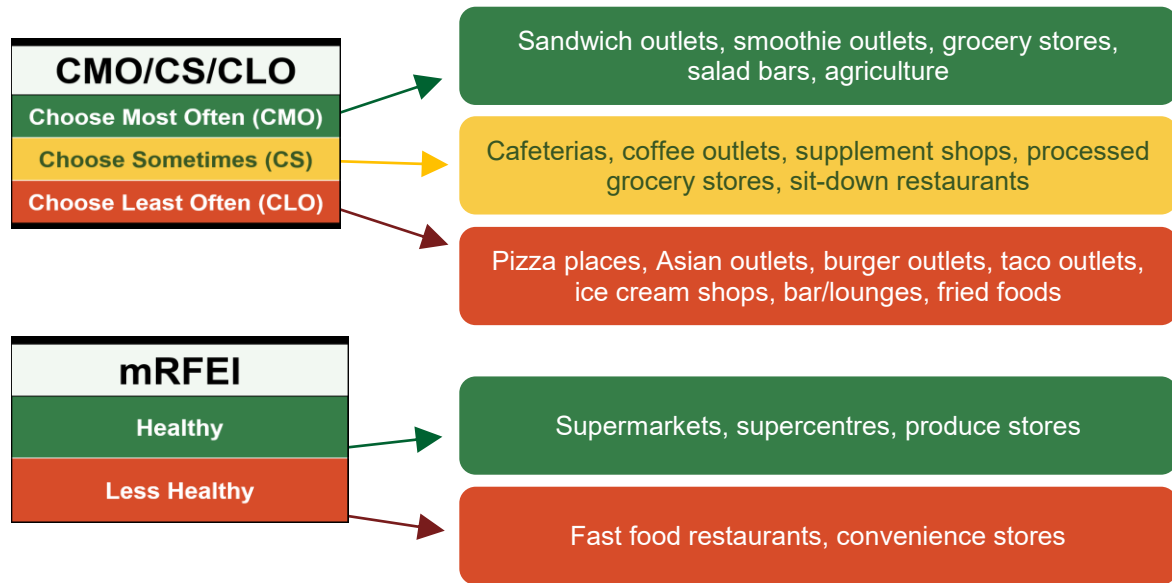 CMO/CS/CLO
Choose Most Often (CMO)
Choose Sometimes (CS)
Choose Least Often (CLO)
Sandwich outlets, smoothie outlets, grocery stores,
salad bars, agriculture
Cafeterias, coffee outlets, supplement shops, processed
grocery stores, sit-down restaurants
Pizza places, Asian outlets, burger outlets, taco outlets,
ice cream shops, bar/lounges, fried foods
mRFEI
Healthy
Less Healthy
Supermarkets, supercentres, produce stores
Fast food restaurants, convenience stores